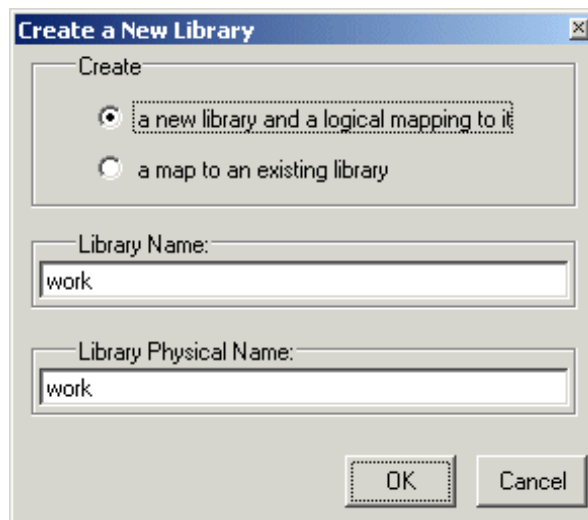 Create a New Library
Create
a new library and a logical mapping to it
a map to an existing library
Library Name:
work
Library Physical Name:
work
OK
Cancel